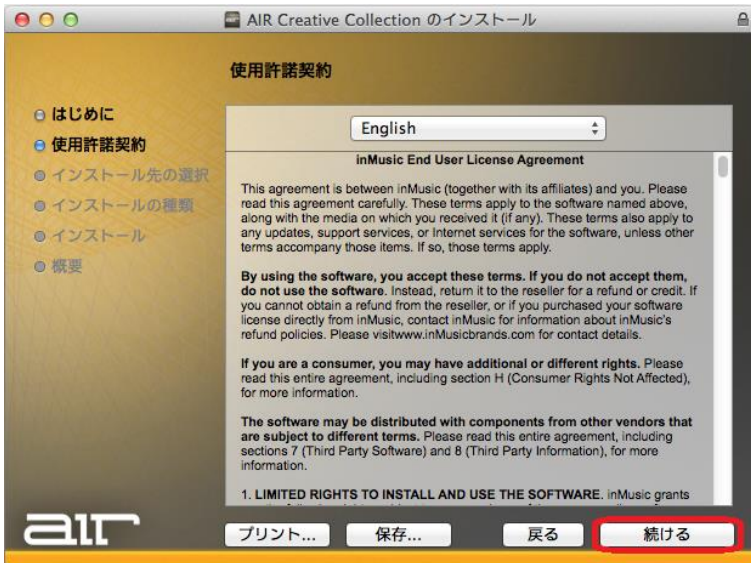 AIR Creative Collection のインストール
使用許諾契約
はじめに
使用許諾契約
インストール先の選択
インストールの種類
インストール
概要
English
inMusic End User License Agreement
This agreement is between inMusic (together with its affiliates) and you. Please
read this agreement carefully. These terms apply to the software named above,
along with the media on which you received it (if any). These terms also apply to
any updates, support services, or Internet services for the software, unless other
terms accompany those items. If so, those terms apply.
By using the software, you accept these terms. If you do not accept them,
do not use the software. Instead, return it to the reseller for a refund or credit. If
you cannot obtain a refund from the reseller, or if you purchased your software
license directly from inMusic, contact inMusic for information about inMusic's
refund policies. Please visitwww.inMusicbrands.com for contact details.
If you are a consumer, you may have additional or different rights. Please
read this entire agreement, including section H (Consumer Rights Not Affected),
for more information.
The software may be distributed with components from other vendors that
are subject to different terms. Please read this entire agreement, including
sections 7 (Third Party Software) and 8 (Third Party Information), for more
information.
1. LIMITED RIGHTS TO INSTALL AND USE THE SOFTWARE. inMusic grants
air
プリント...
保存...
戻る
続ける